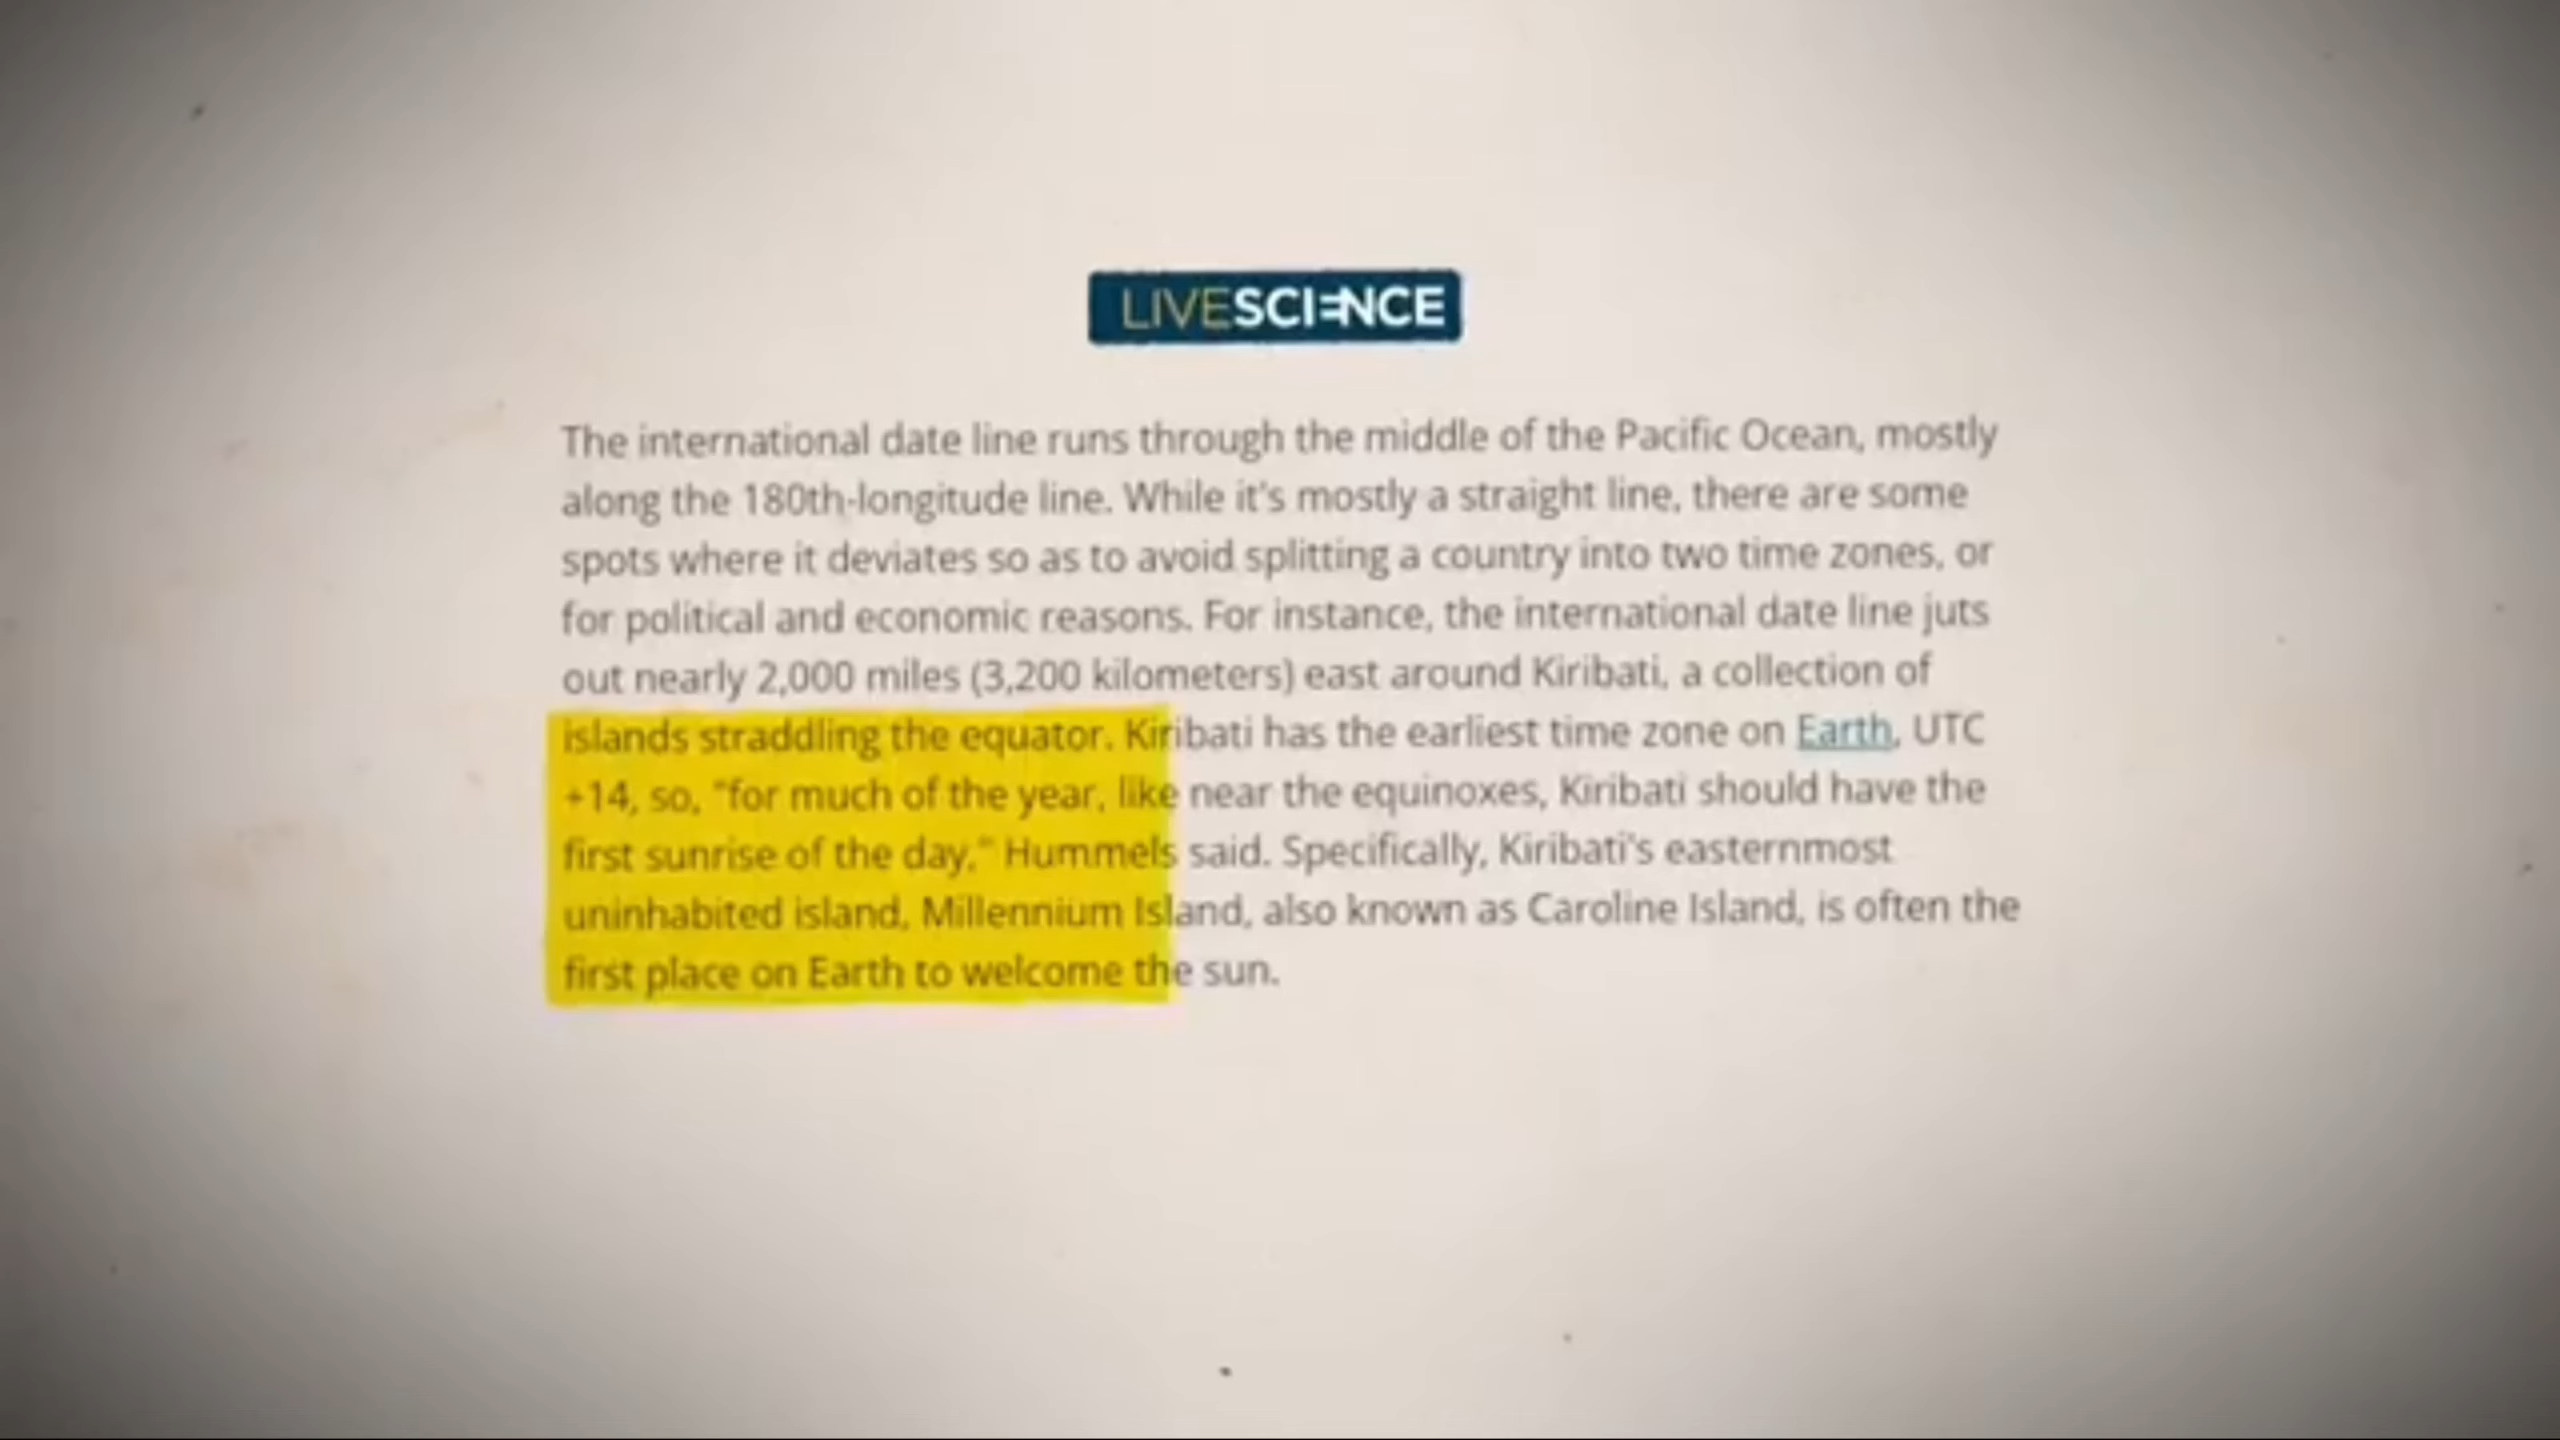 LIVESCIENCE
The international date line runs through the middle of the Pacific Ocean, mostly
along the 180th-longitude line. While it's mostly a straight line, there are some
spots where it deviates so as to avoid splitting a country into two time zones, or
for political and economic reasons. For instance, the international date line juts
out nearly 2,000 miles (3,200 kilometers) east around Kiribati, a collection of
islands straddling the equator. Kiribati has the earliest time zone on Earth, UTC
+14, so, "for much of the year, like near the equinoxes, Kiribati should have the
first sunrise of the day," Hummels said. Specifically, Kiribati's easternmost
uninhabited island, Millennium Island, also known as Caroline Island, is often the
first place on Earth to welcome the sun.